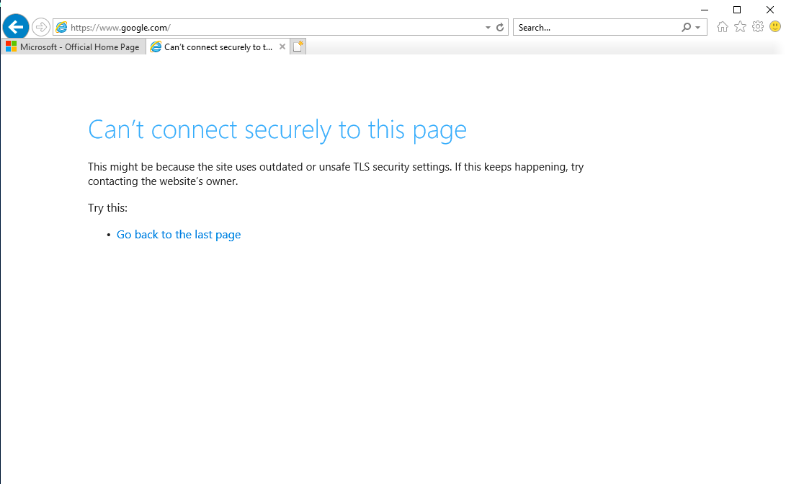 https://www.google.com/
Search...
Microsoft - Official Home Page
Can't connect securely to t...
Can't connect securely to this page
This might be because the site uses outdated or unsafe TLS security settings. If this keeps happening, try
contacting the website's owner.
Try this:
• Go back to the last page